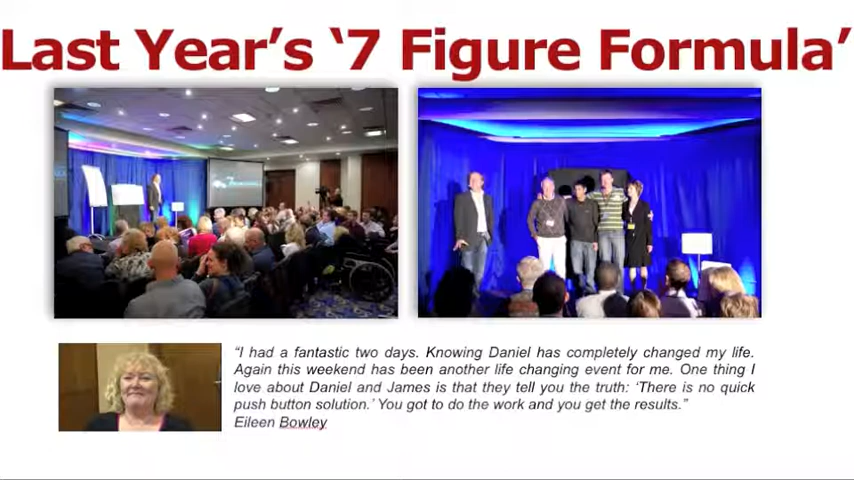 Last Year's '7 Figure Formula'
“I had a fantastic two days. Knowing Daniel has completely changed my life.
Again this weekend has been another life changing event for me. One thing I
love about Daniel and James is that they tell you the truth: ‘There is no quick
push button solution.’ You got to do the work and you get the results.”
Eileen Bowley